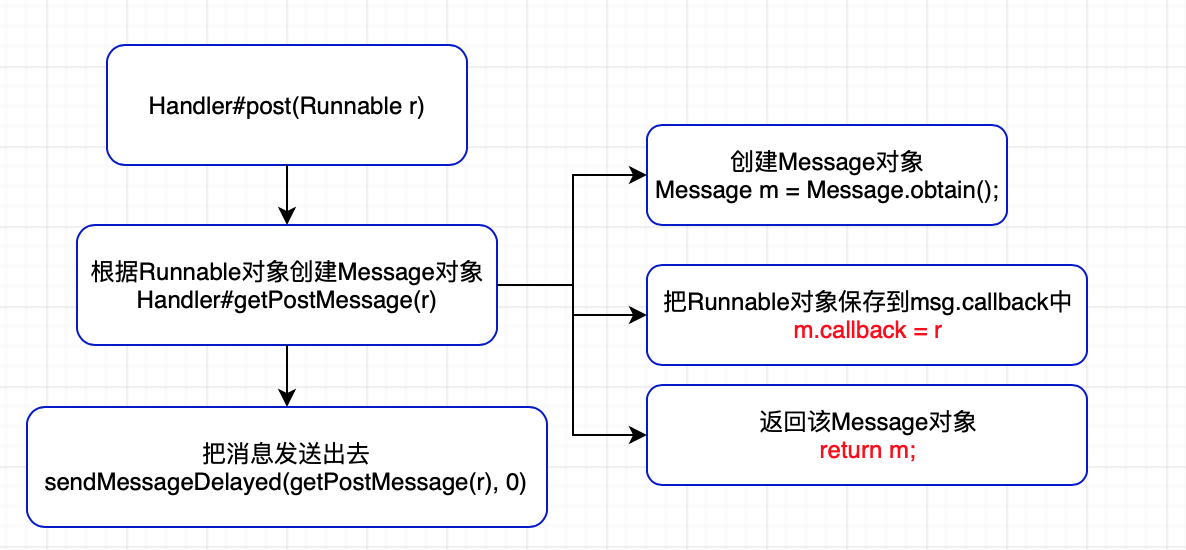 Handler#post(Runnable r)
根据Runnable对象创建Message对象
Handler#getPostMessage(r)
把消息发送出去
sendMessageDelayed(getPostMessage(r), 0)
创建Message对象
Message m = Message.obtain();
把Runnable对象保存到msg.callback中
m.callback = r
返回该Message对象
return m;